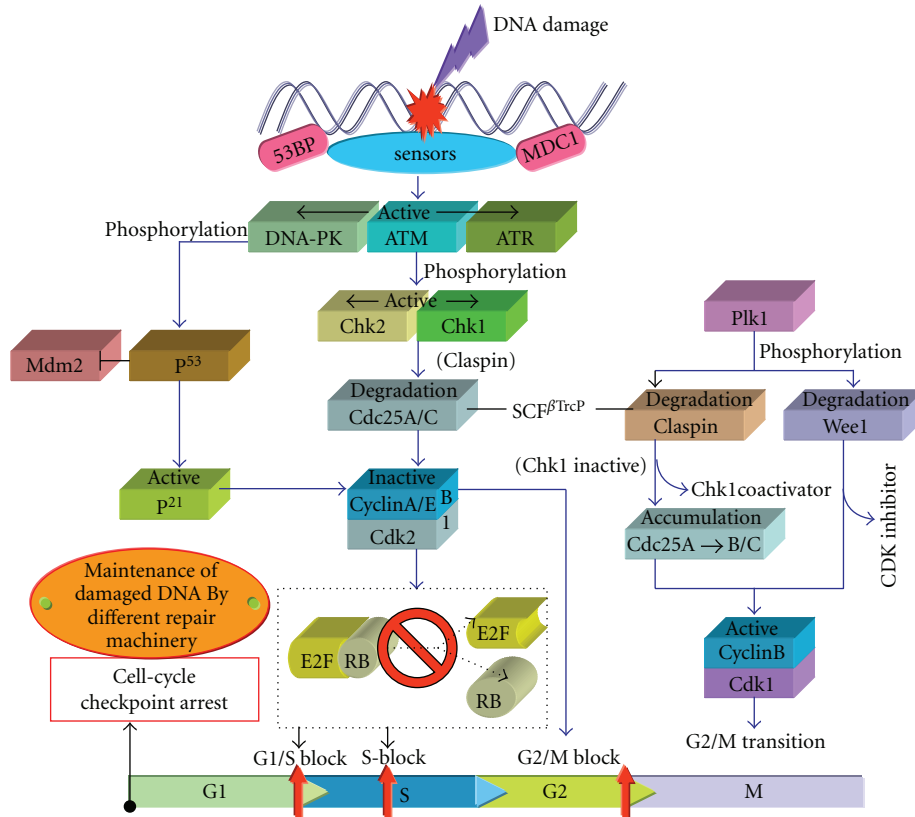 DNA damage
53BP
sensors
MDC1
Active
DNA-PK
ATM
ATR
Phosphorylation
Phosphorylation
Active
Chk2
Chk1
(Claspin)
Plk1
Phosphorylation
Mdm2
P53
Degradation
Cdc25A/C
SCFβTrcP
Degradation
Claspin
Degradation
Wee1
(Chk1 inactive)
Chk1coactivator
CDK inhibitor
Active
P21
Inactive
CyclinA/E
B
1
Cdk2
Accumulation
Cdc25A → B/C
Maintenance of
damaged DNA By
different repair
machinery
Cell-cycle
checkpoint arrest
E2F
RB
E2F
RB
Active
CyclinB
Cdk1
G2/M transition
G1/S block
S-block
G2/M block
G1
S
G2
M